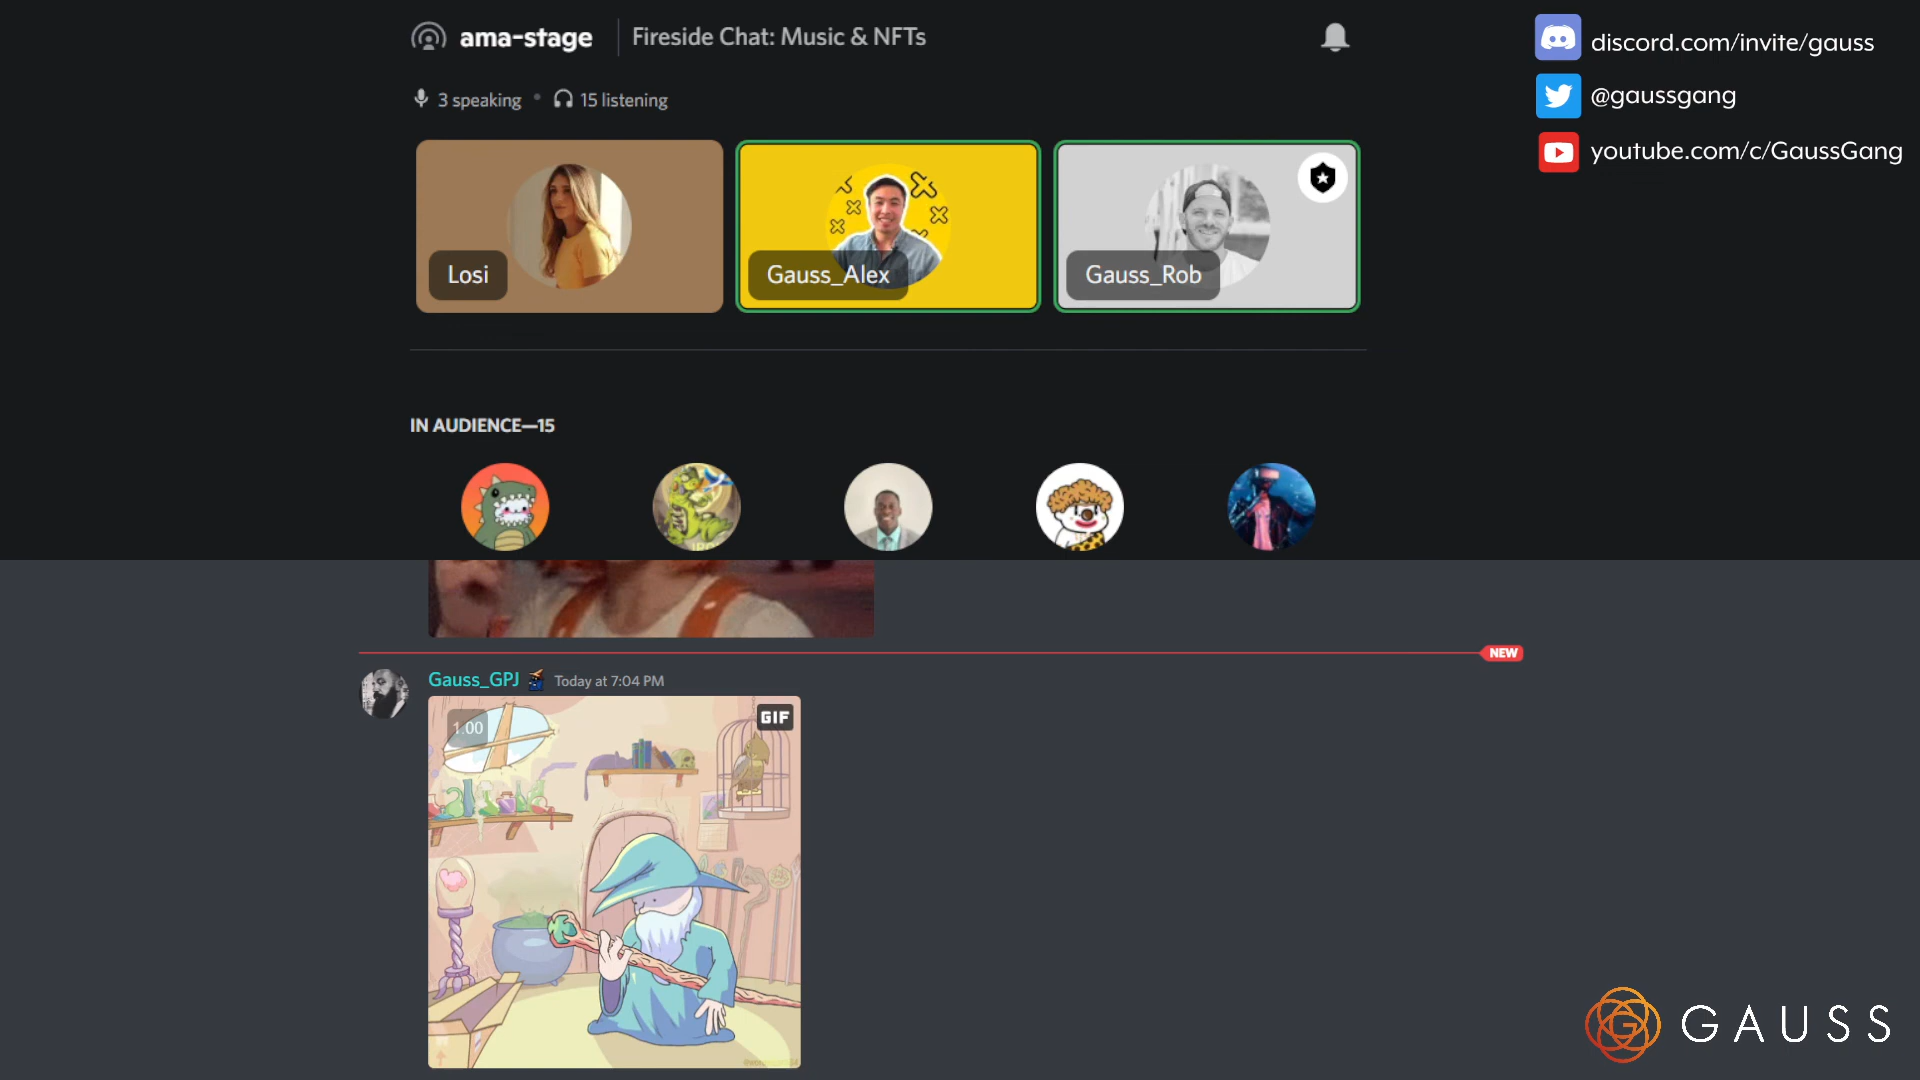 ama-stage
Fireside Chat: Music & NFTs
3 speaking • 15 listening
discord.com/invite/gauss
@gaussgang
youtube.com/c/GaussGang
Losi
Gauss_Alex
Gauss_Rob
IN AUDIENCE—15
NEW
Gauss_GPJ
Today at 7:04 PM
1.00
GIF
GAUSS